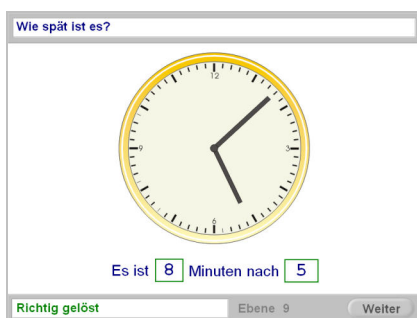 Wie spät ist es?
12
9
3
6
Es ist 8 Minuten nach 5
Richtig gelöst
Ebene 9
Weiter